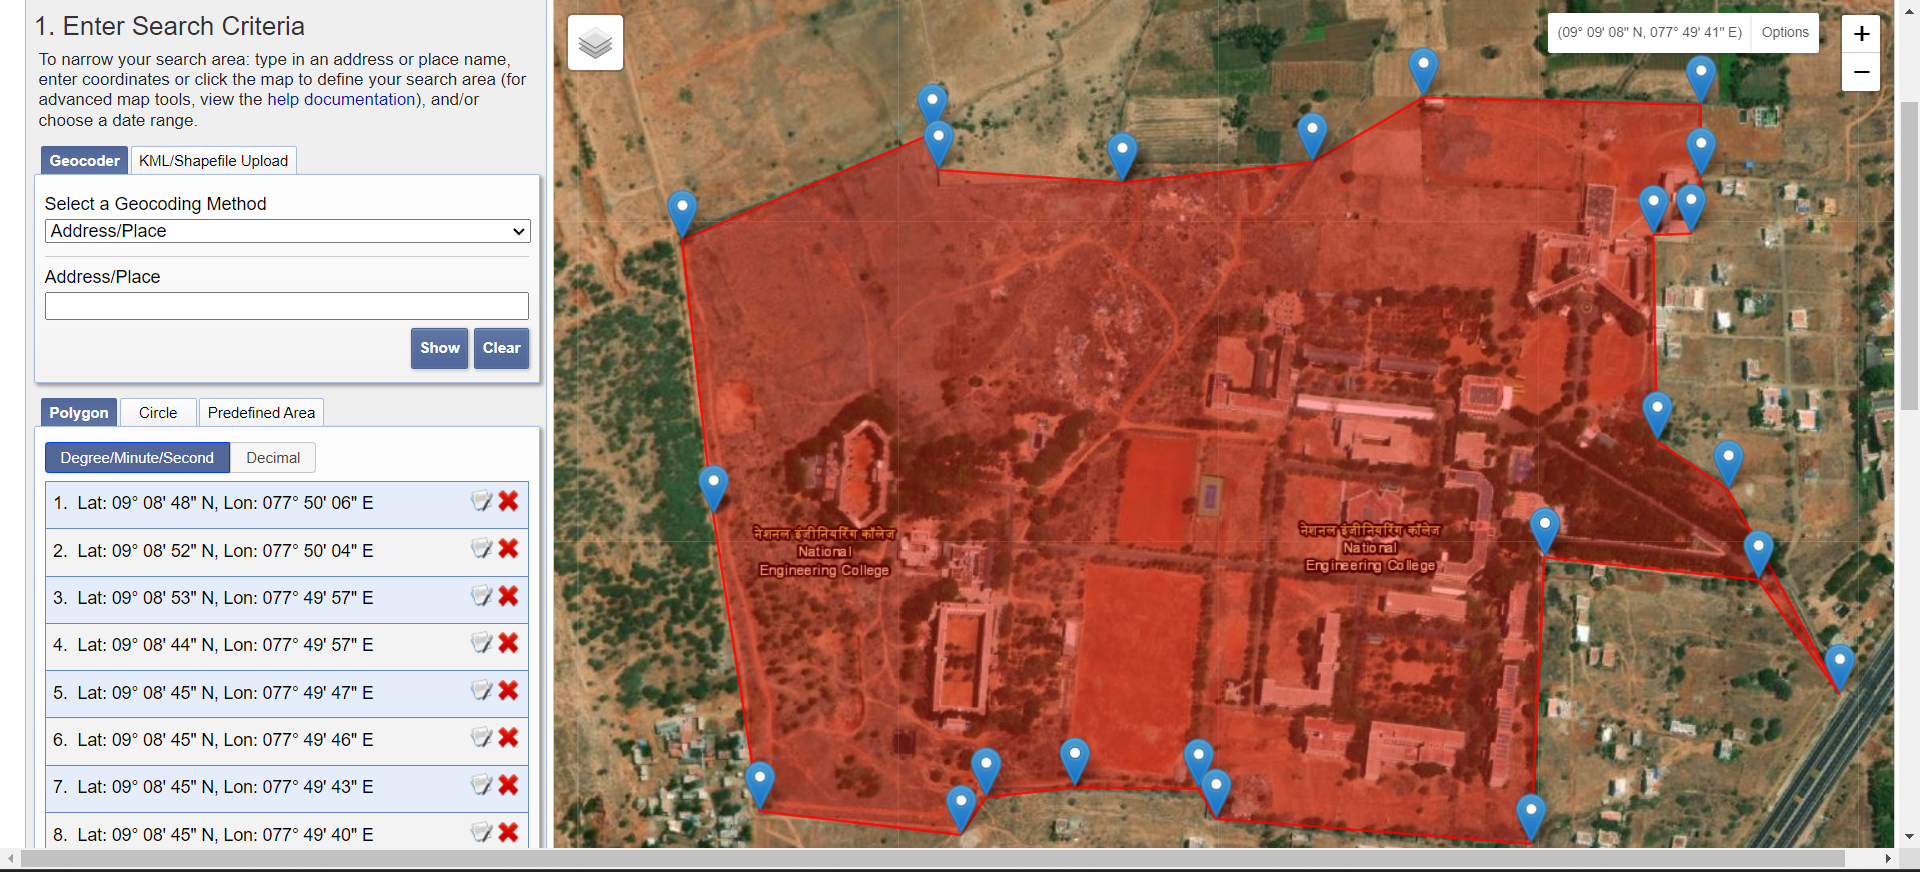 1. Enter Search Criteria
To narrow your search area: type in an address or place name,
enter coordinates or click the map to define your search area (for
advanced map tools, view the help documentation), and/or
choose a date range.
Geocoder
KML/Shapefile Upload
Select a Geocoding Method
Address/Place
Address/Place
Show
Clear
Polygon
Circle
Predefined Area
Degree/Minute/Second
Decimal
1. Lat: 09° 08' 48" N, Lon: 077° 50' 06" E
2. Lat: 09° 08' 52" N, Lon: 077° 50' 04" E
3. Lat: 09° 08' 53" N, Lon: 077° 49' 57" E
4. Lat: 09° 08' 44" N, Lon: 077° 49' 57" E
5. Lat: 09° 08' 45" N, Lon: 077° 49' 47" E
6. Lat: 09° 08' 45" N, Lon: 077° 49' 46" E
7. Lat: 09° 08' 45" N, Lon: 077° 49' 43" E
8. Lat: 09° 08' 45" N, Lon: 077° 49' 40" E
(09° 09' 08" N, 077° 49' 41" E)
Options
+
−
नेशनल इंजीनियरिंग कॉलेज
National
Engineering College
नेशनल इंजीनियरिंग कॉलेज
National
Engineering College